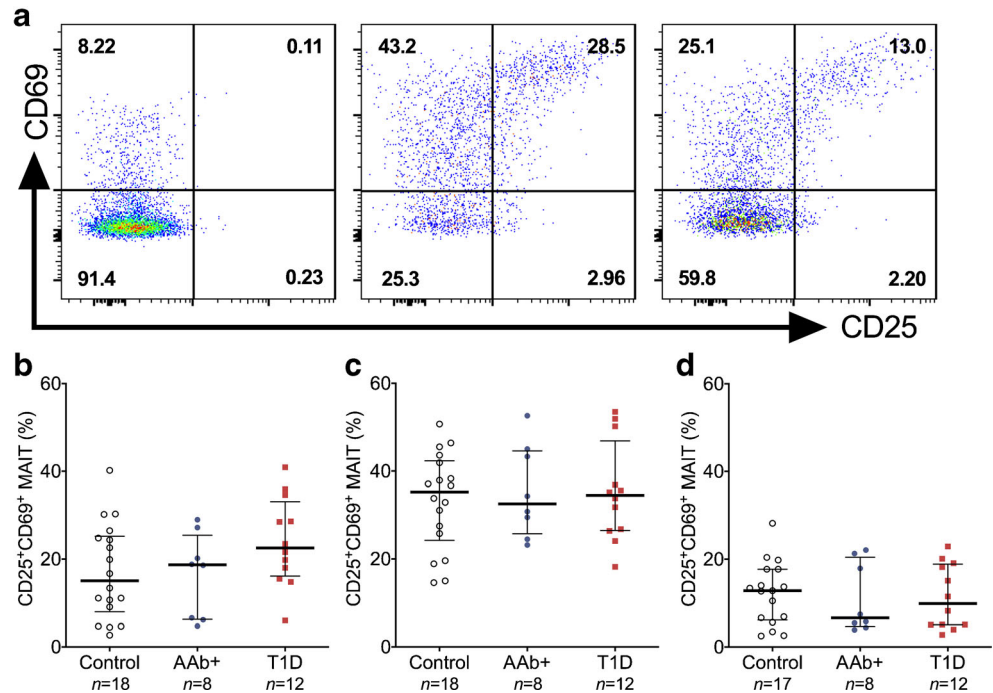 a
CD69
8.22 0.11
91.4 0.23
43.2 28.5
25.3 2.96
25.1 13.0
59.8 2.20
CD25
b
CD25+CD69+ MAIT (%)
60
40
20
0
Control AAb+ T1D
n=18 n=8 n=12
c
CD25+CD69+ MAIT (%)
60
40
20
0
Control AAb+ T1D
n=18 n=8 n=12
d
CD25+CD69+ MAIT (%)
60
40
20
0
Control AAb+ T1D
n=17 n=8 n=12